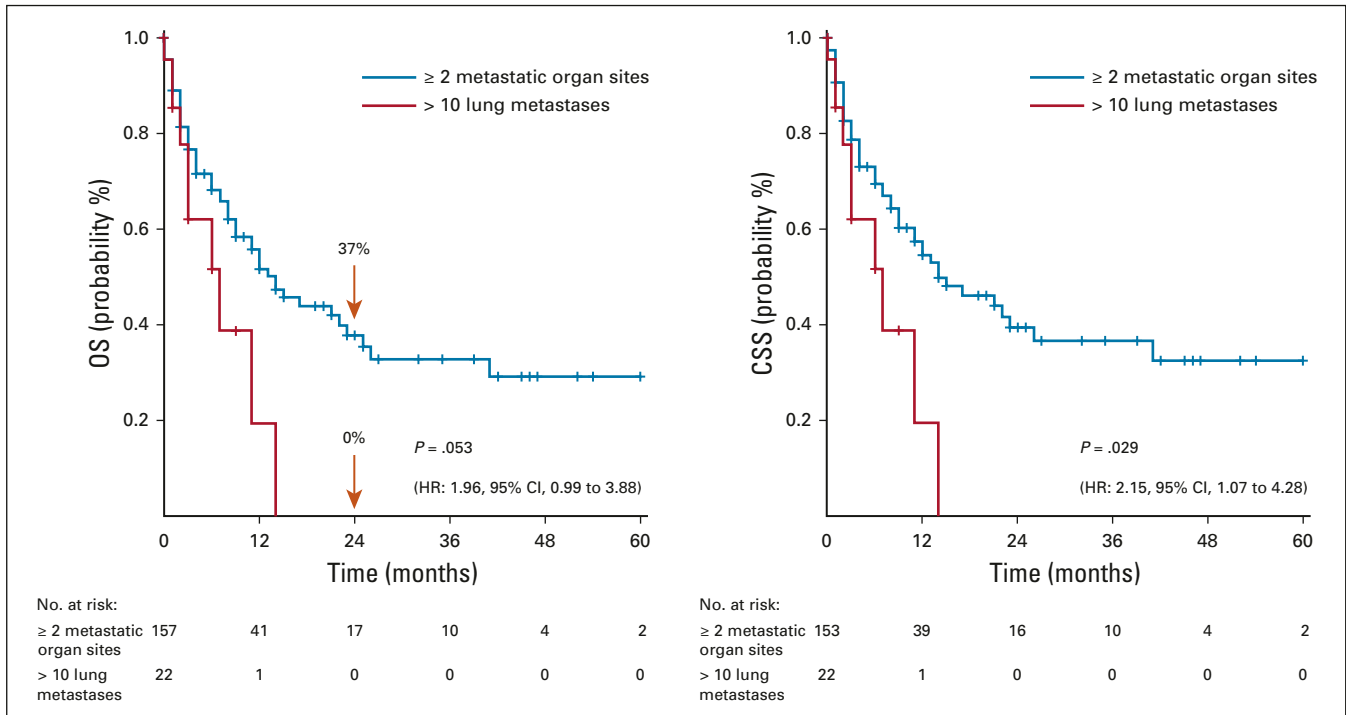 1.0
0.8
0.6
0.4
0.2
OS (probability %)
≥ 2 metastatic organ sites
> 10 lung metastases
37%
0%
P = .053
(HR: 1.96, 95% CI, 0.99 to 3.88)
0 12 24 36 48 60
Time (months)
No. at risk:
≥ 2 metastatic 157 41 17 10 4 2
organ sites
> 10 lung 22 1 0 0 0 0
metastases
1.0
0.8
0.6
0.4
0.2
CSS (probability %)
≥ 2 metastatic organ sites
> 10 lung metastases
P = .029
(HR: 2.15, 95% CI, 1.07 to 4.28)
0 12 24 36 48 60
Time (months)
No. at risk:
≥ 2 metastatic 153 39 16 10 4 2
organ sites
> 10 lung 22 1 0 0 0 0
metastases